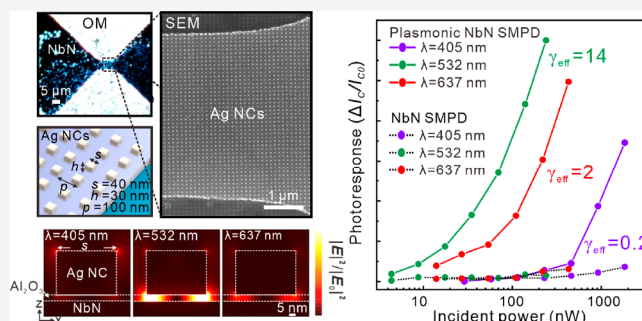 OM
NbN
5 μm
SEM
Ag NCs
1 μm
Ag NCs
s
h
p
s=40 nm
h=30 nm
p=100 nm
λ=405 nm
λ=532 nm
λ=637 nm
s
Ag NC
Al₂O₃
NbN
Z
5 nm
|E|²/|E₀|²
Photoresponse (ΔI_C/I_C0)
Plasmonic NbN SMPD
λ=405 nm
λ=532 nm
λ=637 nm
NbN SMPD
λ=405 nm
λ=532 nm
λ=637 nm
γeff=14
γeff=2
γeff=0.2
10
100
1000
Incident power (nW)